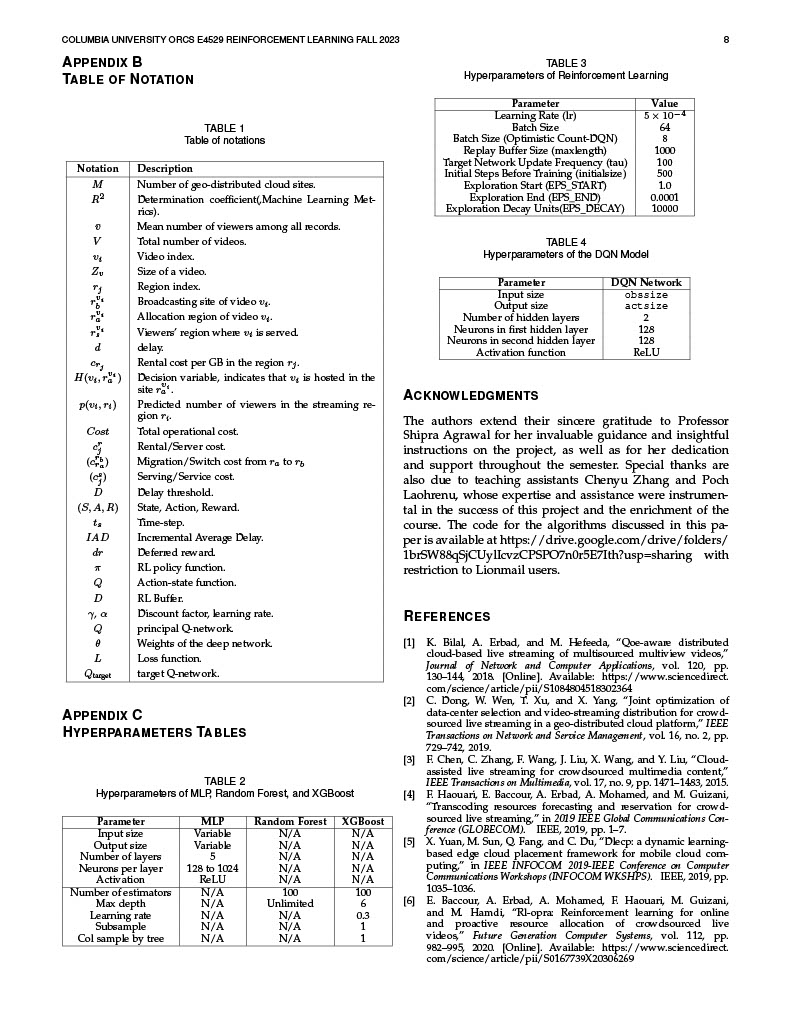 COLUMBIA UNIVERSITY ORCS E4529 REINFORCEMENT LEARNING FALL 2023 8
APPENDIX B
TABLE OF NOTATION
TABLE 1
Table of notations
Notation Description
M Number of geo-distributed cloud sites.
R² Determination coefficient(,Machine Learning Met-
rics).
v̄ Mean number of viewers among all records.
V Total number of videos.
v_i Video index.
Z_v Size of a video.
r_j Region index.
r_b^{v_i} Broadcasting site of video v_i.
r_a^{v_i} Allocation region of video v_i.
r_s^{v_i} Viewers' region where v_i is served.
d delay.
c_{r_j} Rental cost per GB in the region r_j.
H(v_i, r_a^{v_i}) Decision variable, indicates that v_i is hosted in the
site r_a^{v_i}.
p(v_i, r_i) Predicted number of viewers in the streaming re-
gion r_i.
Cost Total operational cost.
c_j^r Rental/Server cost.
(c_{r_a}^{r_b}) Migration/Switch cost from r_a to r_b
(c_j^s) Serving/Service cost.
D Delay threshold.
(S, A, R) State, Action, Reward.
t_s Time-step.
IAD Incremental Average Delay.
dr Deferred reward.
π RL policy function.
Q Action-state function.
D RL Buffer.
γ, α Discount factor, learning rate.
Q principal Q-network.
θ Weights of the deep network.
L Loss function.
Q_target target Q-network.
APPENDIX C
HYPERPARAMETERS TABLES
TABLE 2
Hyperparameters of MLP, Random Forest, and XGBoost
Parameter MLP Random Forest XGBoost
Input size Variable N/A N/A
Output size Variable N/A N/A
Number of layers 5 N/A N/A
Neurons per layer 128 to 1024 N/A N/A
Activation ReLU N/A N/A
Number of estimators N/A 100 100
Max depth N/A Unlimited 6
Learning rate N/A N/A 0.3
Subsample N/A N/A 1
Col sample by tree N/A N/A 1
TABLE 3
Hyperparameters of Reinforcement Learning
Parameter Value
Learning Rate (lr) 5 × 10⁻⁴
Batch Size 64
Batch Size (Optimistic Count-DQN) 8
Replay Buffer Size (maxlength) 1000
Target Network Update Frequency (tau) 100
Initial Steps Before Training (initialsize) 500
Exploration Start (EPS_START) 1.0
Exploration End (EPS_END) 0.0001
Exploration Decay Units(EPS_DECAY) 10000
TABLE 4
Hyperparameters of the DQN Model
Parameter DQN Network
Input size obssize
Output size actsize
Number of hidden layers 2
Neurons in first hidden layer 128
Neurons in second hidden layer 128
Activation function ReLU
ACKNOWLEDGMENTS
The authors extend their sincere gratitude to Professor
Shipra Agrawal for her invaluable guidance and insightful
instructions on the project, as well as for her dedication
and support throughout the semester. Special thanks are
also due to teaching assistants Chenyu Zhang and Poch
Laohrenu, whose expertise and assistance were instrumen-
tal in the success of this project and the enrichment of the
course. The code for the algorithms discussed in this pa-
per is available at https://drive.google.com/drive/folders/
1brSW88qSjCUylIcvzCPSPO7n0r5E7Ith?usp=sharing with
restriction to Lionmail users.
REFERENCES
[1] K. Bilal, A. Erbad, and M. Hefeeda, "Qoe-aware distributed
cloud-based live streaming of multisourced multiview videos,"
Journal of Network and Computer Applications, vol. 120, pp.
130–144, 2018. [Online]. Available: https://www.sciencedirect.
com/science/article/pii/S1084804518302364
[2] C. Dong, W. Wen, T. Xu, and X. Yang, "Joint optimization of
data-center selection and video-streaming distribution for crowd-
sourced live streaming in a geo-distributed cloud platform," IEEE
Transactions on Network and Service Management, vol. 16, no. 2, pp.
729–742, 2019.
[3] F. Chen, C. Zhang, F. Wang, J. Liu, X. Wang, and Y. Liu, "Cloud-
assisted live streaming for crowdsourced multimedia content,"
IEEE Transactions on Multimedia, vol. 17, no. 9, pp. 1471–1483, 2015.
[4] F. Haouari, E. Baccour, A. Erbad, A. Mohamed, and M. Guizani,
"Transcoding resources forecasting and reservation for crowd-
sourced live streaming," in 2019 IEEE Global Communications Con-
ference (GLOBECOM). IEEE, 2019, pp. 1–7.
[5] X. Yuan, M. Sun, Q. Fang, and C. Du, "Dlecp: a dynamic learning-
based edge cloud placement framework for mobile cloud com-
puting," in IEEE INFOCOM 2019-IEEE Conference on Computer
Communications Workshops (INFOCOM WKSHPS). IEEE, 2019, pp.
1035–1036.
[6] E. Baccour, A. Erbad, A. Mohamed, F. Haouari, M. Guizani,
and M. Hamdi, "Rl-opra: Reinforcement learning for online
and proactive resource allocation of crowdsourced live
videos," Future Generation Computer Systems, vol. 112, pp.
982–995, 2020. [Online]. Available: https://www.sciencedirect.
com/science/article/pii/S0167739X20306269